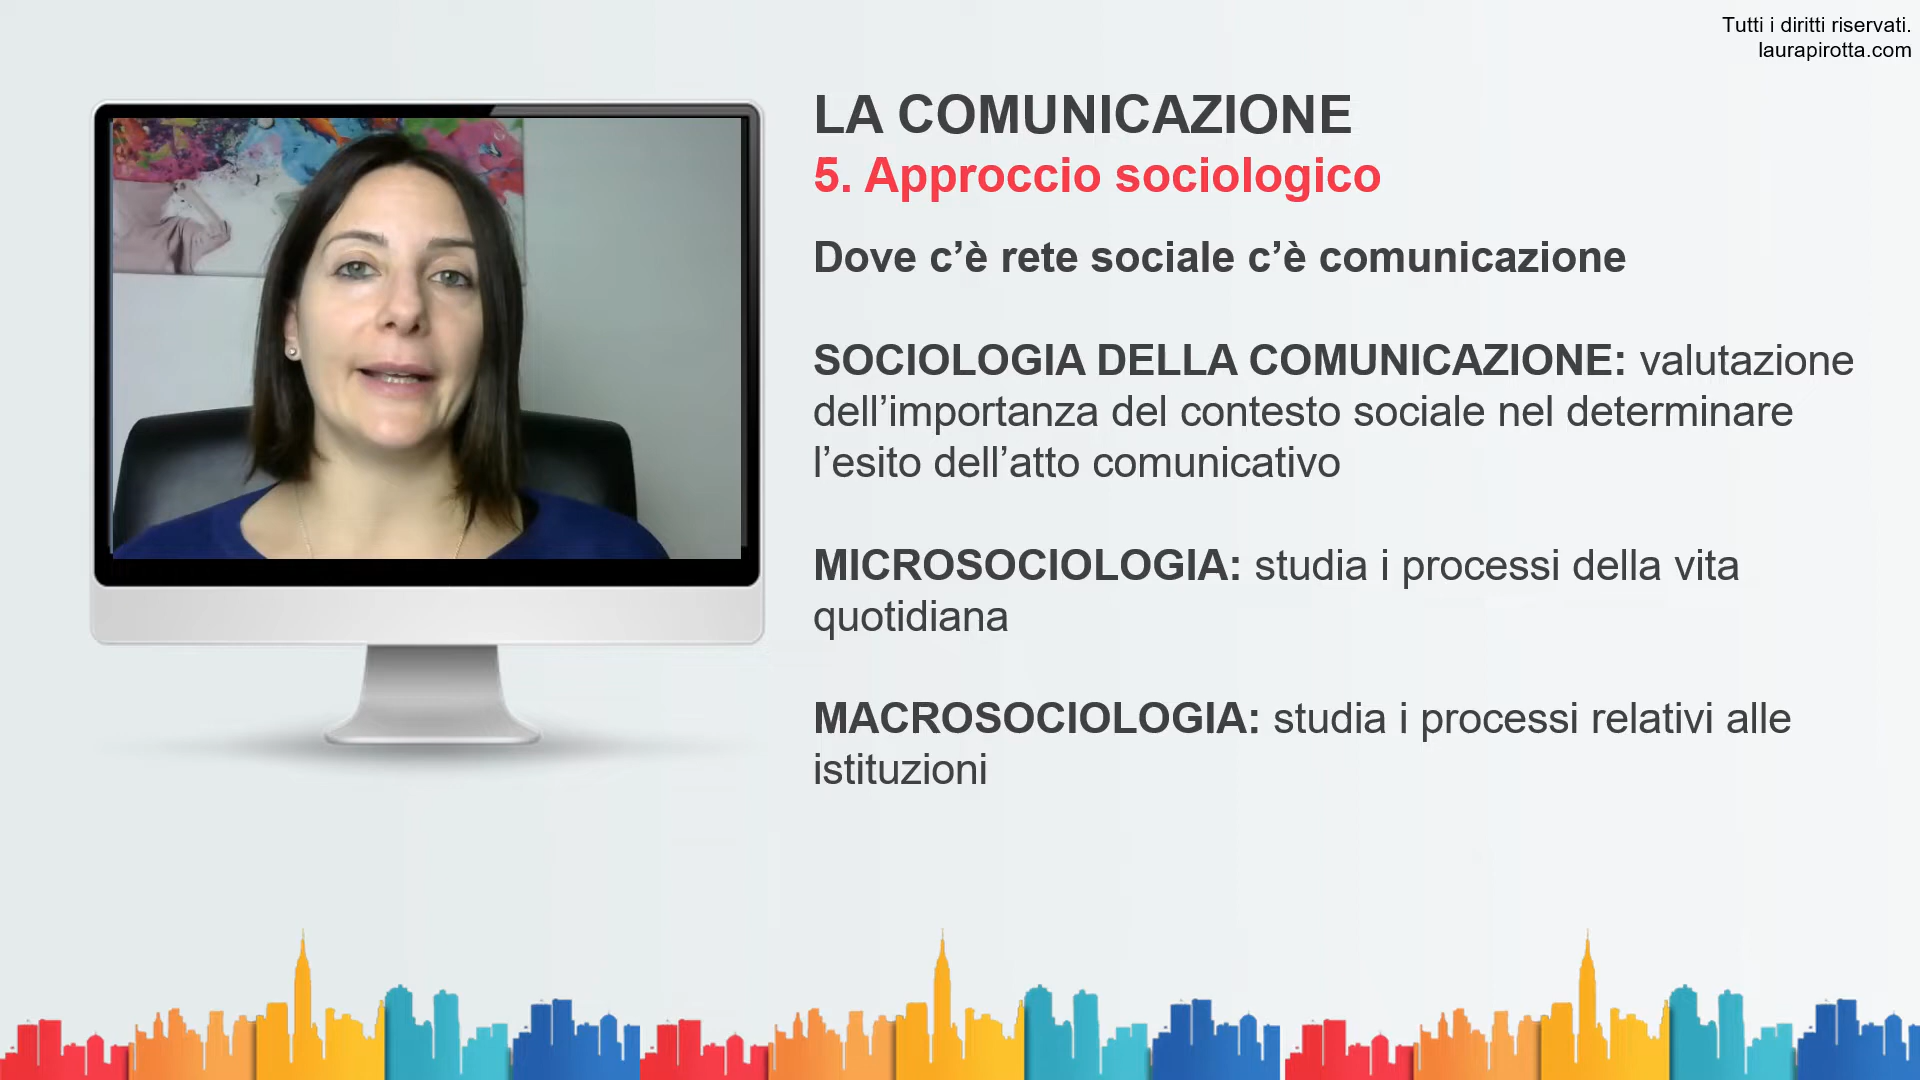 Tutti i diritti riservati.
laurapirotta.com
LA COMUNICAZIONE
5. Approccio sociologico
Dove c’è rete sociale c’è comunicazione
SOCIOLOGIA DELLA COMUNICAZIONE: valutazione
dell’importanza del contesto sociale nel determinare
l’esito dell’atto comunicativo
MICROSOCIOLOGIA: studia i processi della vita
quotidiana
MACROSOCIOLOGIA: studia i processi relativi alle
istituzioni